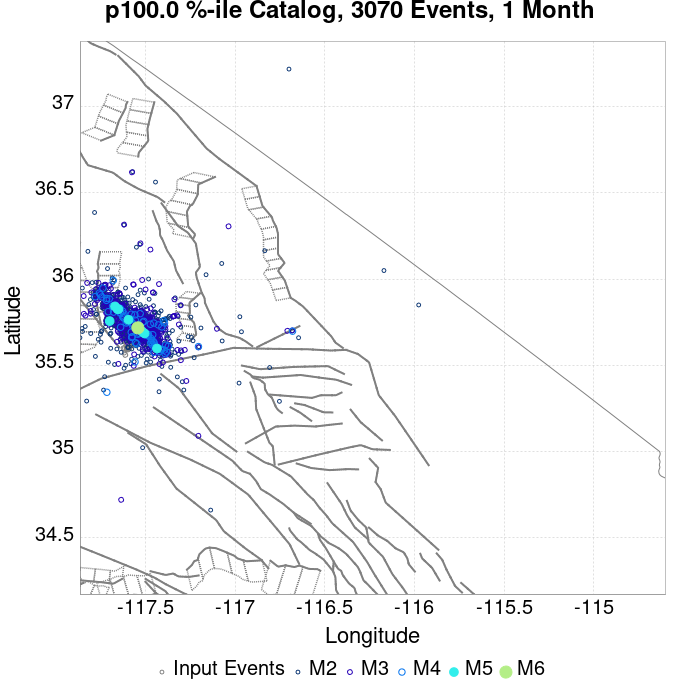 p100.0 %-ile Catalog, 3070 Events, 1 Month
37
36.5
36
35.5
35
34.5
Latitude
-117.5
-117
-116.5
-116
-115.5
-115
Longitude
Input Events
M2
M3
M4
M5
M6